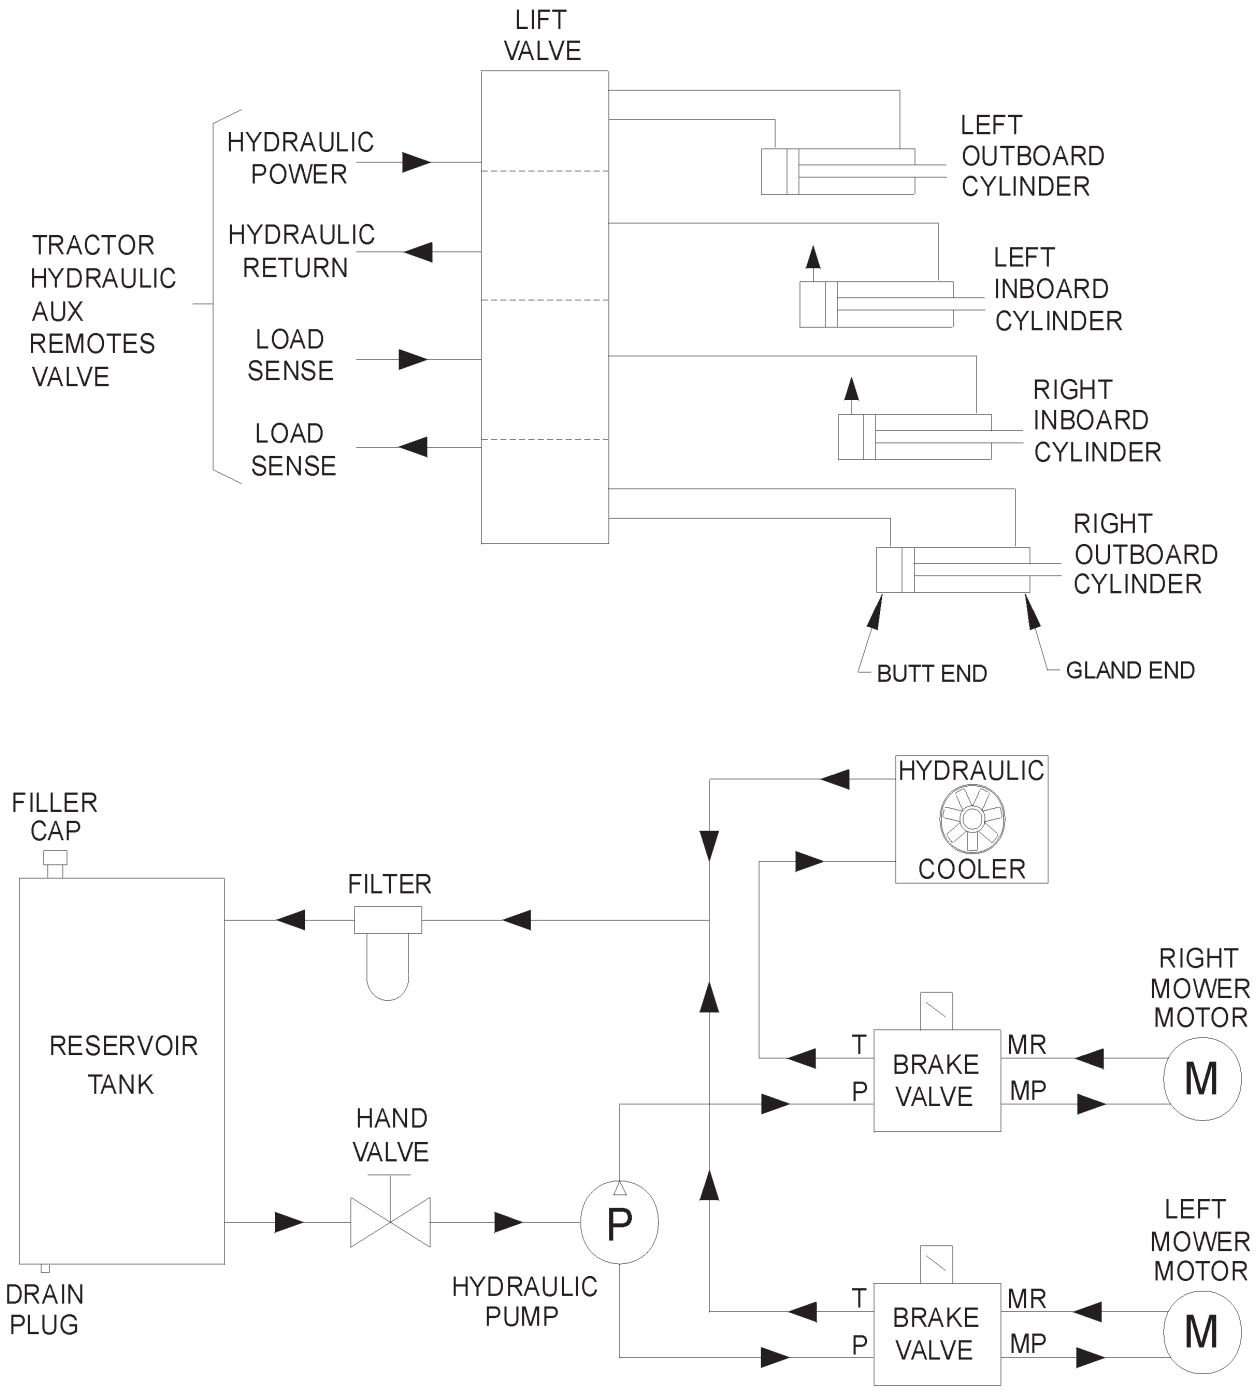 LIFT
VALVE
TRACTOR
HYDRAULIC
AUX
REMOTES
VALVE
HYDRAULIC
POWER
HYDRAULIC
RETURN
LOAD
SENSE
LOAD
SENSE
LEFT
OUTBOARD
CYLINDER
LEFT
INBOARD
CYLINDER
RIGHT
INBOARD
CYLINDER
RIGHT
OUTBOARD
CYLINDER
BUTT END
GLAND END
HYDRAULIC
COOLER
FILLER
CAP
FILTER
RESERVOIR
TANK
DRAIN
PLUG
HAND
VALVE
P
HYDRAULIC
PUMP
T
P
BRAKE
VALVE
MR
MP
RIGHT
MOWER
MOTOR
M
T
P
BRAKE
VALVE
MR
MP
LEFT
MOWER
MOTOR
M